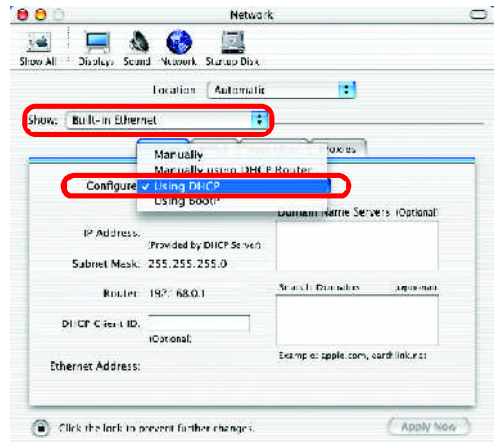 Network
Show All Displays Sound Network Startup Disk
Location Automatic
Show: Built-in Ethernet
Proxies
Manually
Manually using DHCP Router
Configure ✓ Using DHCP
Using BootP
Domain Name Servers (Optional)
IP Address:
(Provided by DHCP Server)
Subnet Mask: 255.255.255.0
Router:
Search Domains (Optional)
DHCP Client ID:
(Optional)
Example: apple.com, earthlink.net
Ethernet Address:
Click the lock to prevent further changes.
Apply Now